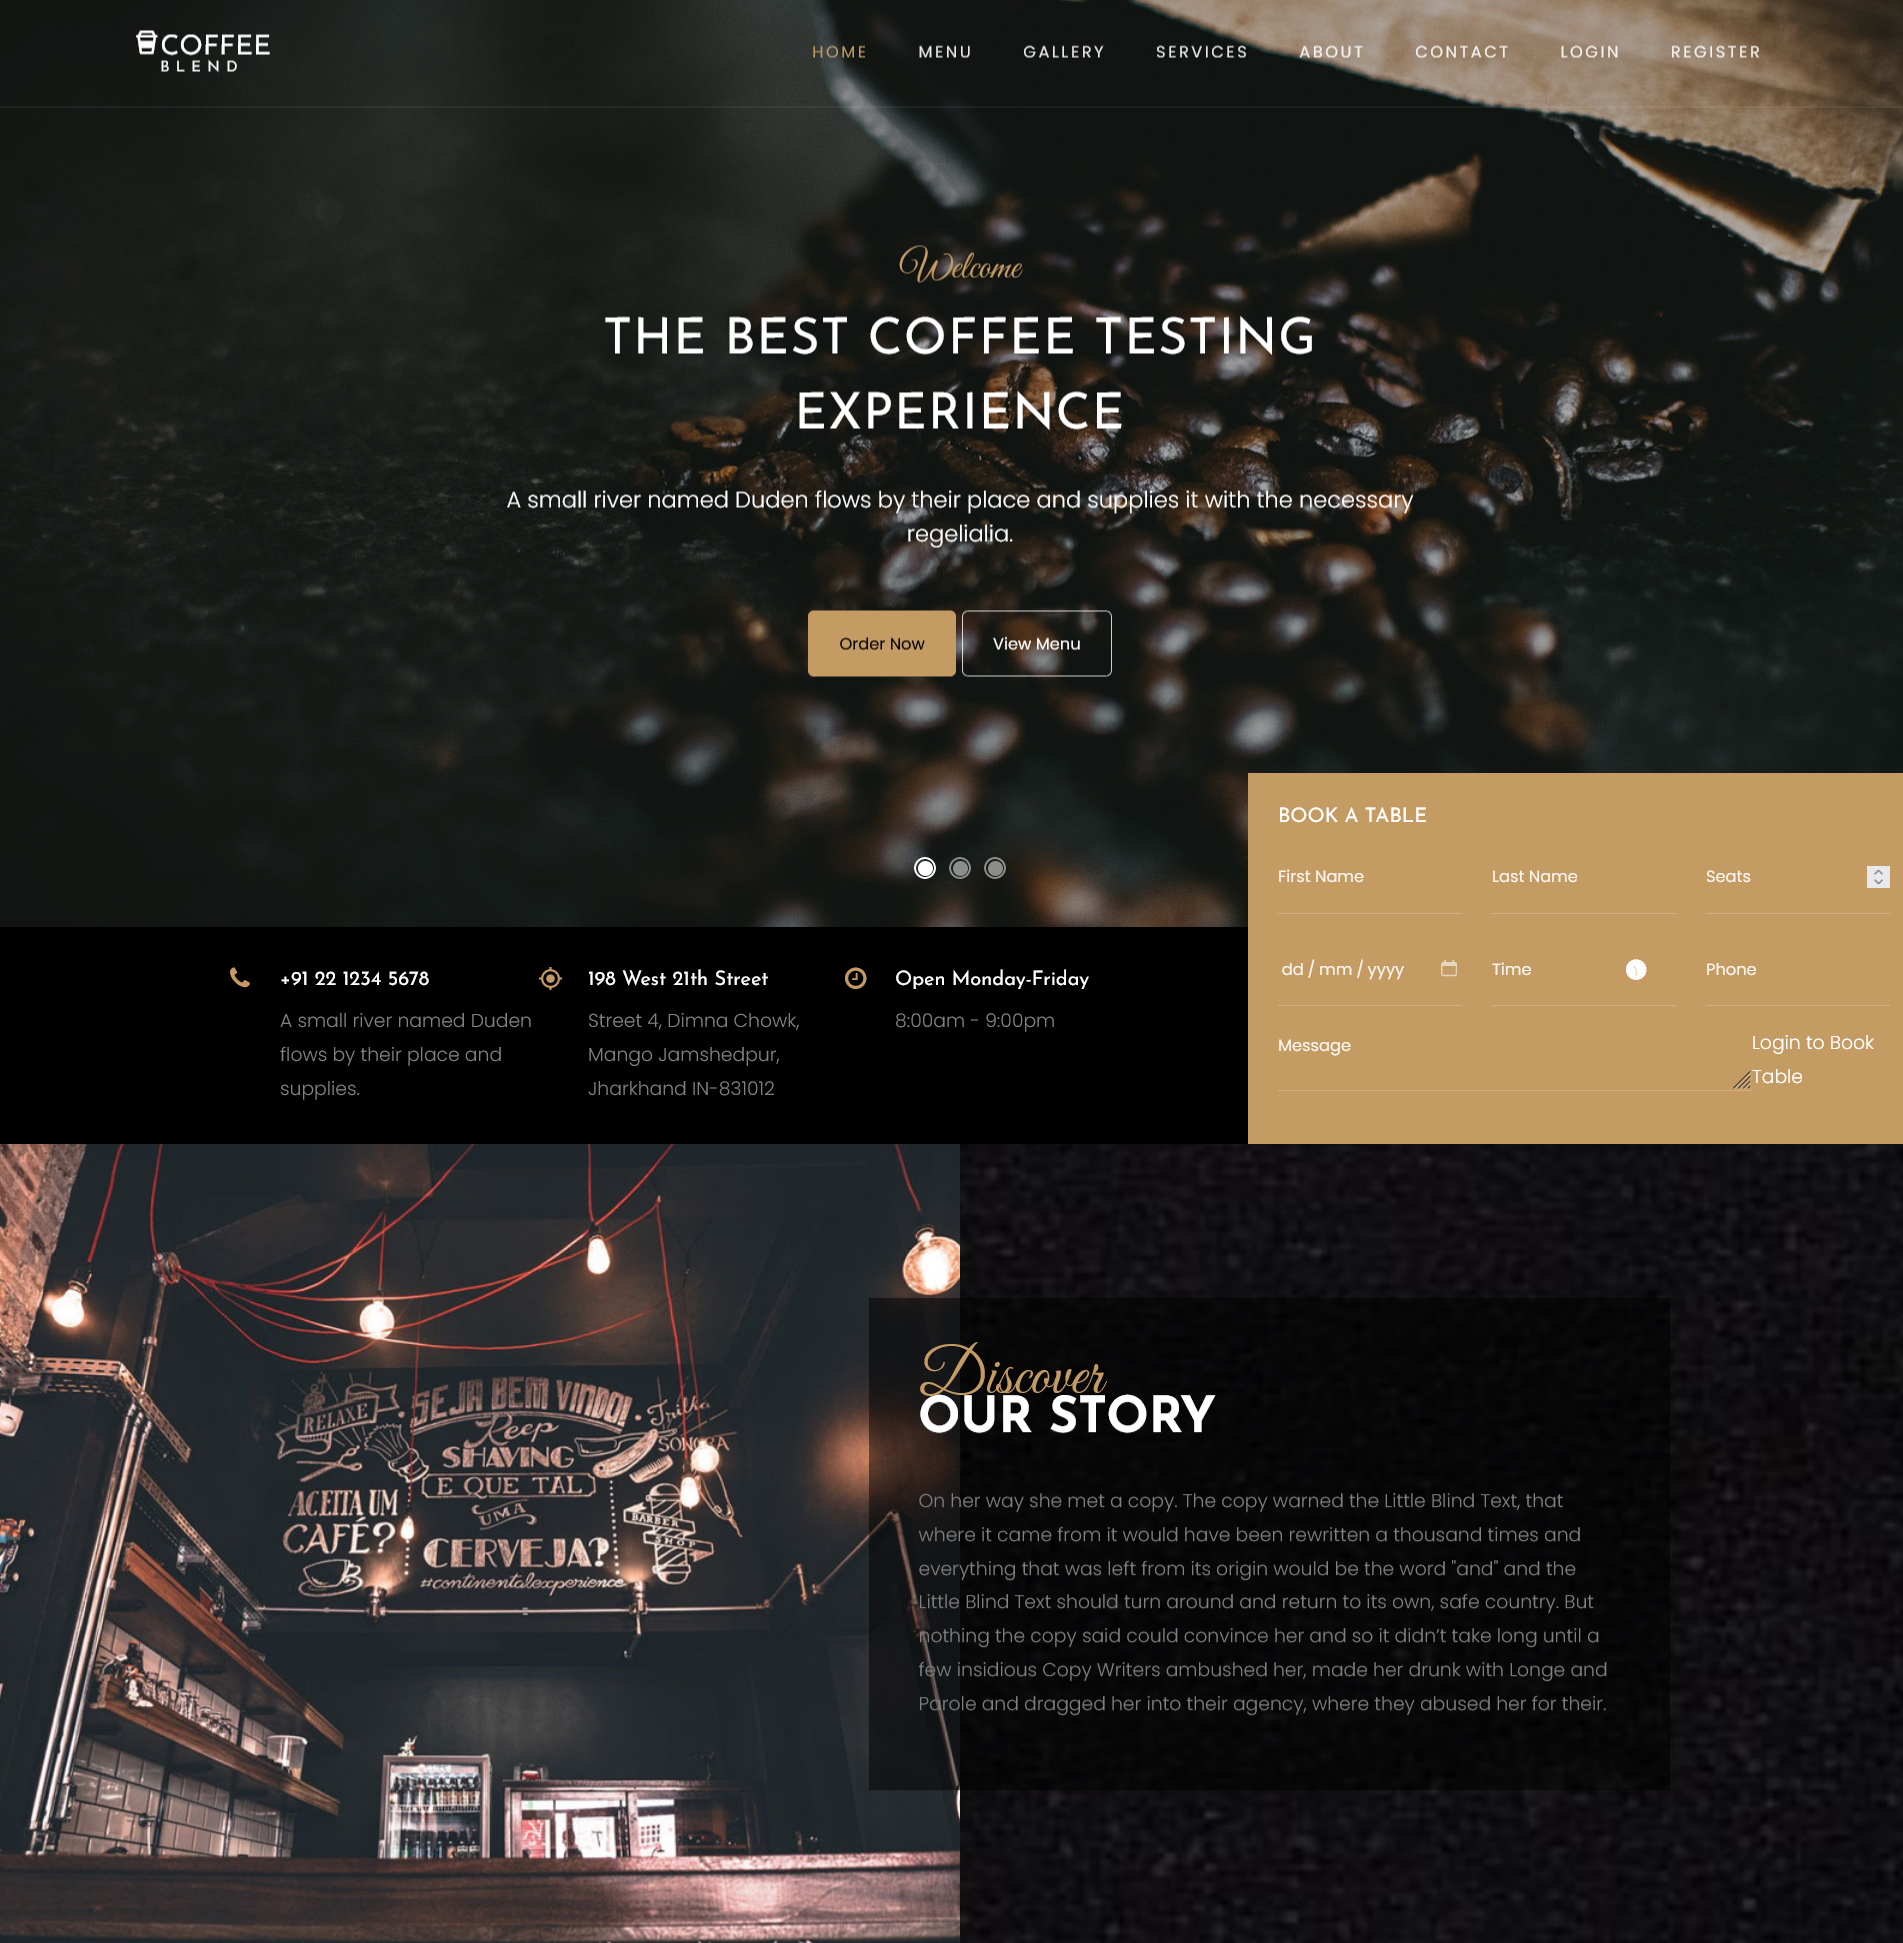 COFFEE
BLEND
HOME MENU GALLERY SERVICES ABOUT CONTACT LOGIN REGISTER
Welcome
THE BEST COFFEE TESTING
EXPERIENCE
A small river named Duden flows by their place and supplies it with the necessary
regelialia.
Order Now View Menu
BOOK A TABLE
First Name Last Name Seats
dd / mm / yyyy Time Phone
Message Login to Book
Table
+91 22 1234 5678
A small river named Duden
flows by their place and
supplies.
198 West 21th Street
Street 4, Dimna Chowk,
Mango Jamshedpur,
Jharkhand IN-831012
Open Monday-Friday
8:00am - 9:00pm
RELAXE
SEJA BEM VINDO!
Keep
SHAVING
E QUE TAL
UMA
CERVEJA?
#continentalexperience
ACEITA UM
CAFÉ?
BARBER
SHOP
Discover
OUR STORY
On her way she met a copy. The copy warned the Little Blind Text, that
where it came from it would have been rewritten a thousand times and
everything that was left from its origin would be the word "and" and the
Little Blind Text should turn around and return to its own, safe country. But
nothing the copy said could convince her and so it didn't take long until a
few insidious Copy Writers ambushed her, made her drunk with Longe and
Parole and dragged her into their agency, where they abused her for their.